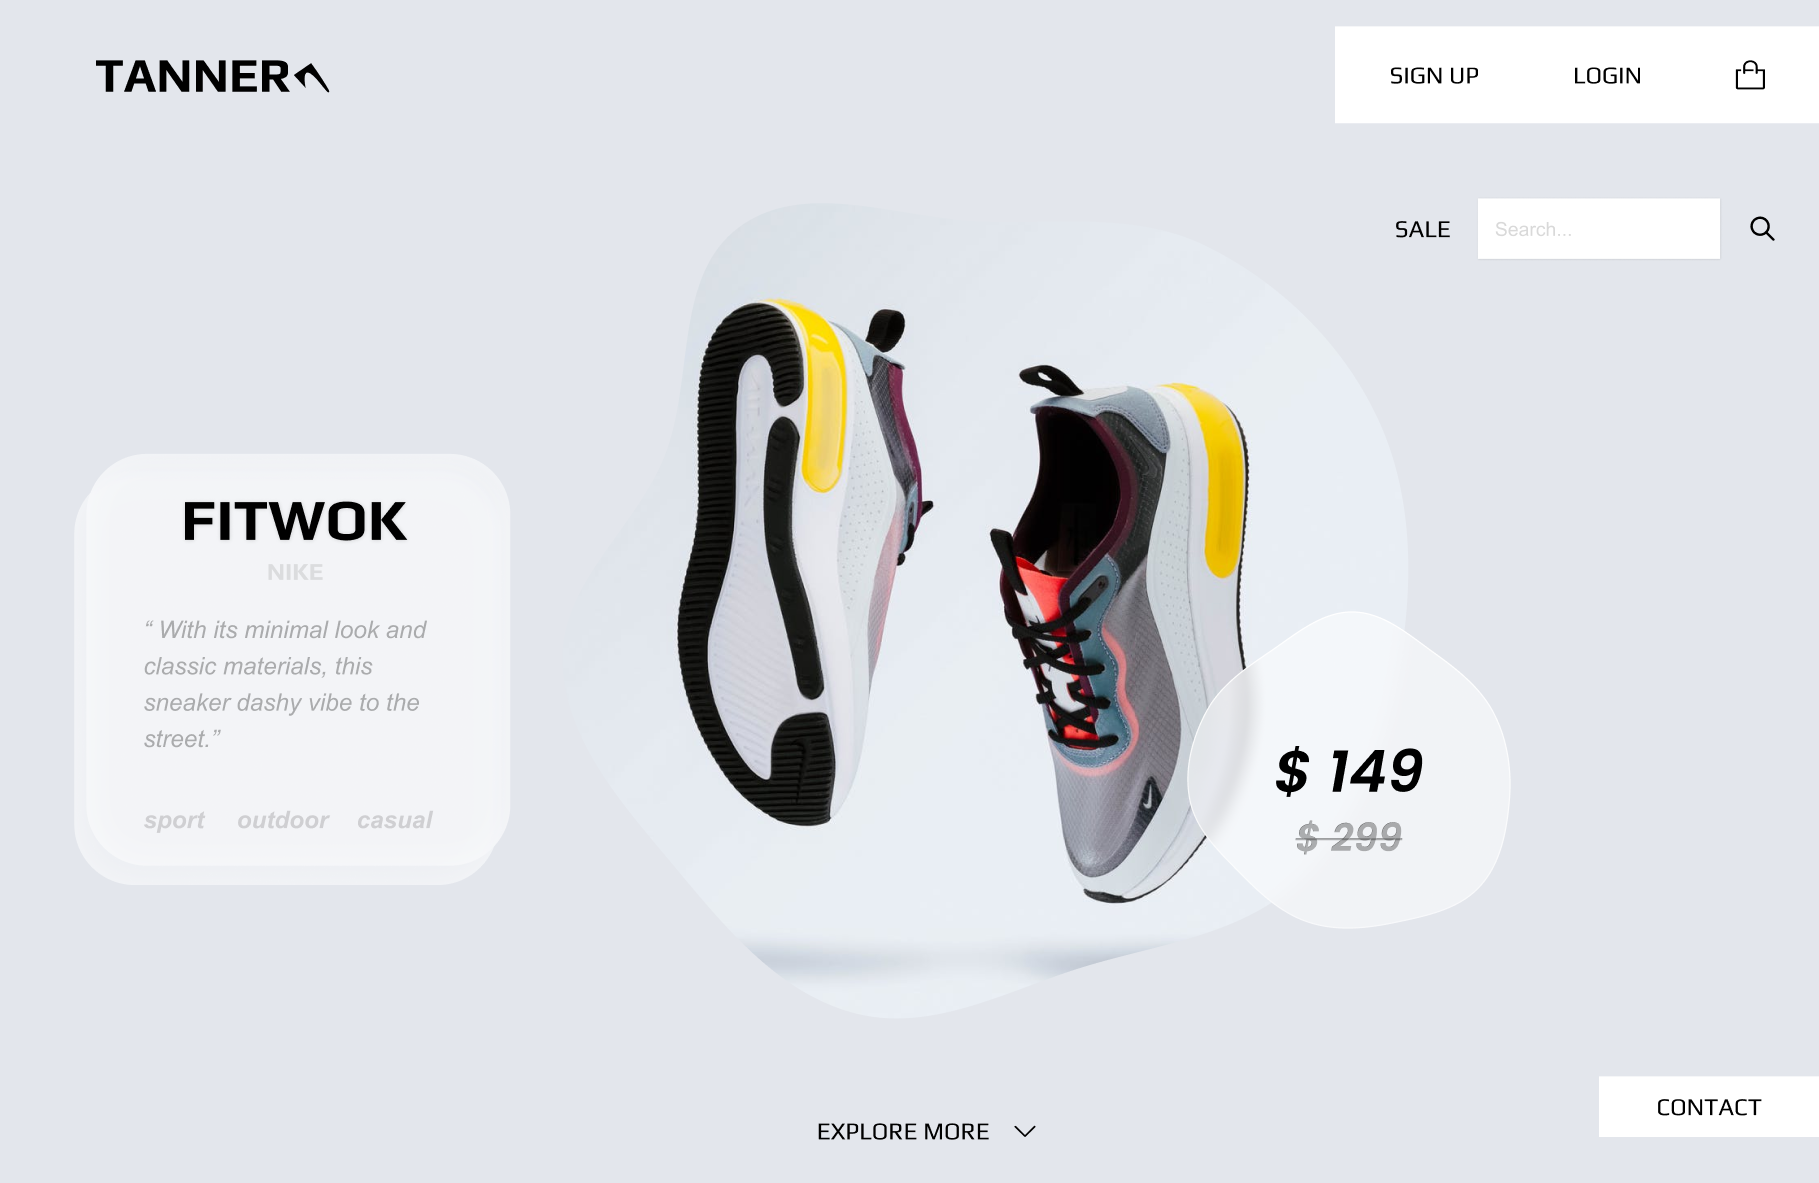 TANNER
SIGN UP
LOGIN
SALE
Search...
FITWOK
NIKE
“ With its minimal look and
classic materials, this
sneaker dashy vibe to the
street.”
sport outdoor casual
$ 149
$ 299
EXPLORE MORE
CONTACT